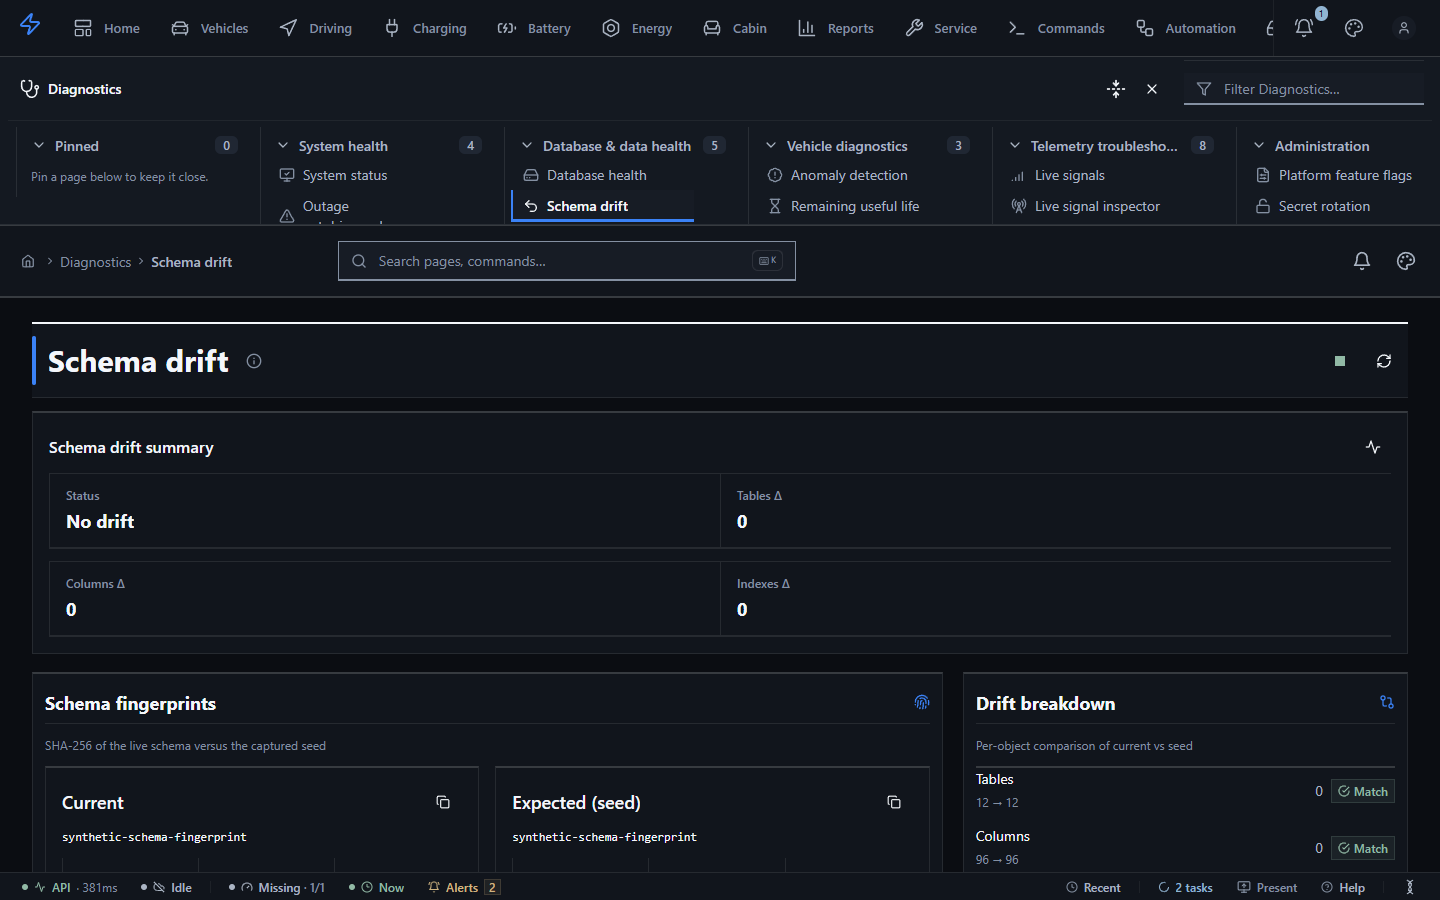 Home
Vehicles
Driving
Charging
Battery
Energy
Cabin
Reports
Service
Commands
Automation
1
Diagnostics
Filter Diagnostics...
Pinned 0
Pin a page below to keep it close.
System health 4
System status
Outage
Database & data health 5
Database health
Schema drift
Vehicle diagnostics 3
Anomaly detection
Remaining useful life
Telemetry troublesho... 8
Live signals
Live signal inspector
Administration
Platform feature flags
Secret rotation
Diagnostics
Schema drift
Search pages, commands...
K
Schema drift
Schema drift summary
Status
No drift
Tables Δ
0
Columns Δ
0
Indexes Δ
0
Schema fingerprints
SHA-256 of the live schema versus the captured seed
Current
synthetic-schema-fingerprint
Expected (seed)
synthetic-schema-fingerprint
Drift breakdown
Per-object comparison of current vs seed
Tables
12 → 12
0 Match
Columns
96 → 96
0 Match
API · 381ms
Idle
Missing · 1/1
Now
Alerts 2
Recent
2 tasks
Present
Help